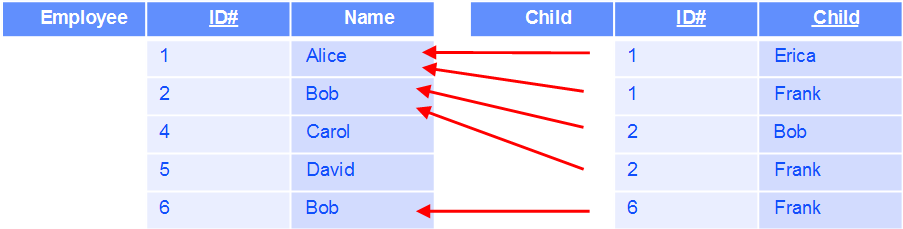 Employee ID# Name Child ID# Child
1 Alice 1 Erica
2 Bob 1 Frank
4 Carol 2 Bob
5 David 2 Frank
6 Bob 6 Frank